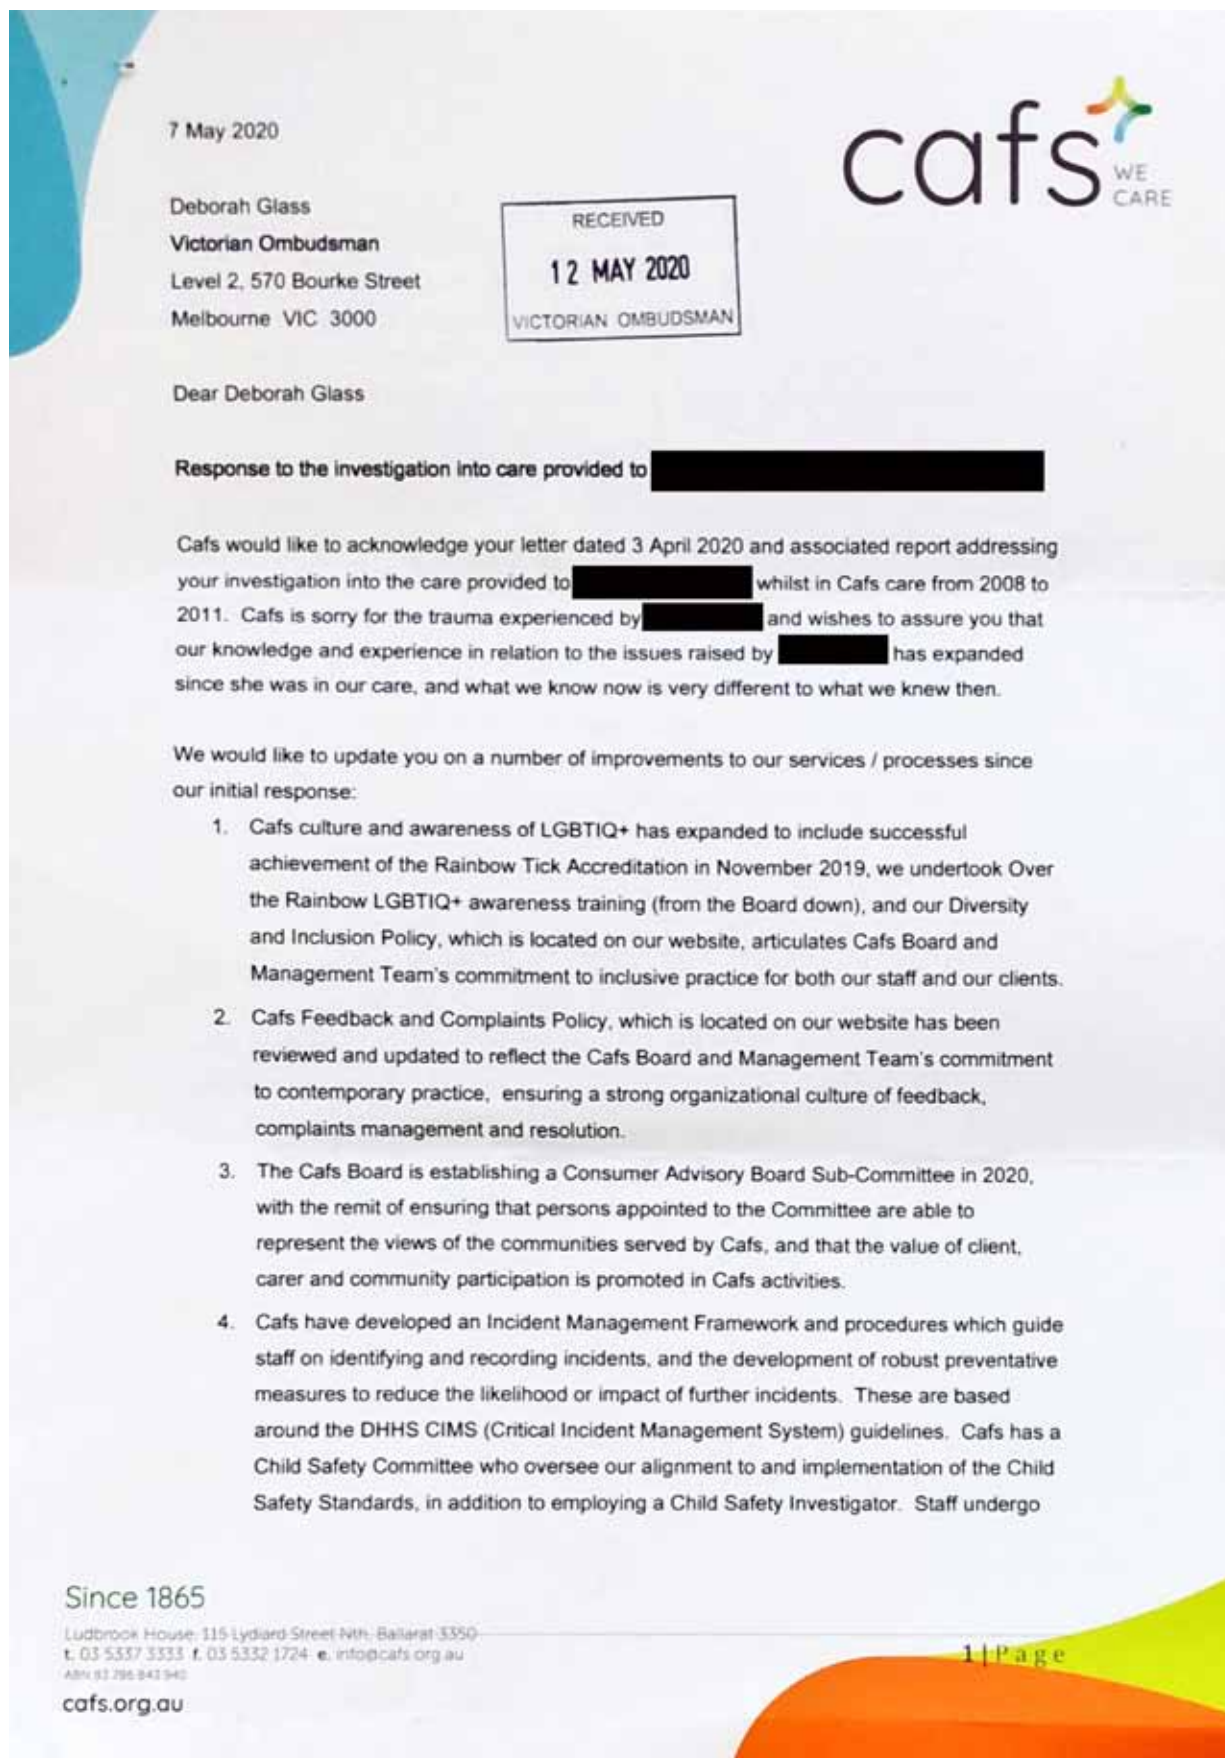 7 May 2020
cafs
WE
CARE
Deborah Glass
Victorian Ombudsman
Level 2, 570 Bourke Street
Melbourne VIC 3000
RECEIVED
12 MAY 2020
VICTORIAN OMBUDSMAN
Dear Deborah Glass
Response to the investigation into care provided to
Cafs would like to acknowledge your letter dated 3 April 2020 and associated report addressing
your investigation into the care provided to whilst in Cafs care from 2008 to
2011. Cafs is sorry for the trauma experienced by and wishes to assure you that
our knowledge and experience in relation to the issues raised by has expanded
since she was in our care, and what we know now is very different to what we knew then.
We would like to update you on a number of improvements to our services / processes since
our initial response:
1. Cafs culture and awareness of LGBTIQ+ has expanded to include successful
achievement of the Rainbow Tick Accreditation in November 2019, we undertook Over
the Rainbow LGBTIQ+ awareness training (from the Board down), and our Diversity
and Inclusion Policy, which is located on our website, articulates Cafs Board and
Management Team's commitment to inclusive practice for both our staff and our clients.
2. Cafs Feedback and Complaints Policy, which is located on our website has been
reviewed and updated to reflect the Cafs Board and Management Team's commitment
to contemporary practice, ensuring a strong organizational culture of feedback,
complaints management and resolution.
3. The Cafs Board is establishing a Consumer Advisory Board Sub-Committee in 2020,
with the remit of ensuring that persons appointed to the Committee are able to
represent the views of the communities served by Cafs, and that the value of client,
carer and community participation is promoted in Cafs activities.
4. Cafs have developed an Incident Management Framework and procedures which guide
staff on identifying and recording incidents, and the development of robust preventative
measures to reduce the likelihood or impact of further incidents. These are based
around the DHHS CIMS (Critical Incident Management System) guidelines. Cafs has a
Child Safety Committee who oversee our alignment to and implementation of the Child
Safety Standards, in addition to employing a Child Safety Investigator. Staff undergo
Since 1865
Ludbrook House, 115 Lydiard Street Nth, Ballarat 3350
t. 03 5337 3333 f. 03 5332 1724 e. info@cafs.org.au
ABN
cafs.org.au
1 | Page